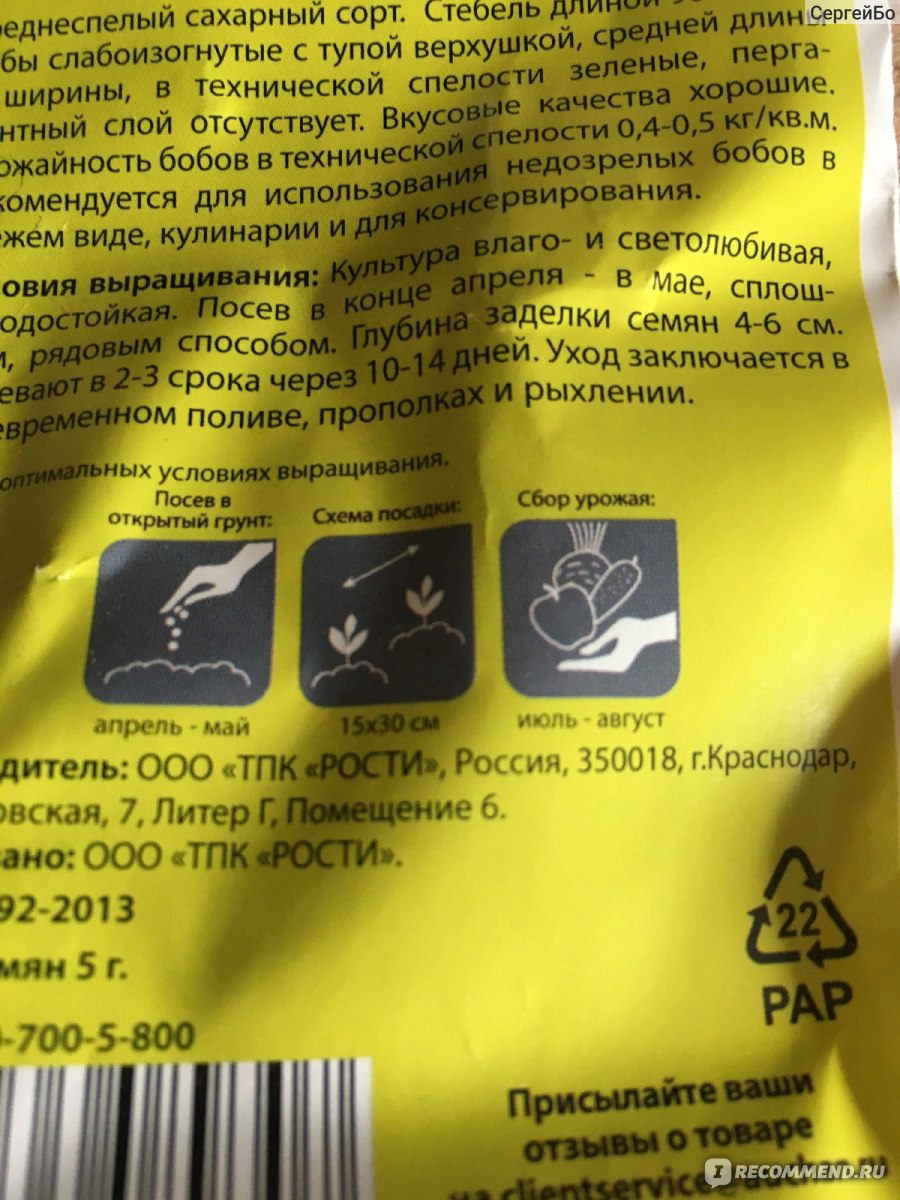 СергейБо
реднеспелый сахарный сорт. Стебель длиной
бы слабоизогнутые с тупой верхушкой, средней длины
ширины, в технической спелости зеленые, перга-
нтный слой отсутствует. Вкусовые качества хорошие.
ожайность бобов в технической спелости 0,4-0,5 кг/кв.м.
комендуется для использования недозрелых бобов в
жем виде, кулинарии и для консервирования.
овия выращивания: Культура влаго- и светолюбивая,
одостойкая. Посев в конце апреля - в мае, сплош-
м, рядовым способом. Глубина заделки семян 4-6 см.
евают в 2-3 срока через 10-14 дней. Уход заключается в
евременном поливе, прополках и рыхлении.
оптимальных условиях выращивания.
Посев в
открытый грунт:
Схема посадки:
Сбор урожая:
апрель - май
15х30 см
июль - август
дитель: ООО «ТПК «РОСТИ», Россия, 350018, г.Краснодар,
овская, 7, Литер Г, Помещение 6.
вано: ООО «ТПК «РОСТИ».
92-2013
мян 5 г.
0-700-5-800
22
PAP
Присылайте ваши
отзывы о товаре
на clientservice
IRECOMMEND.RU